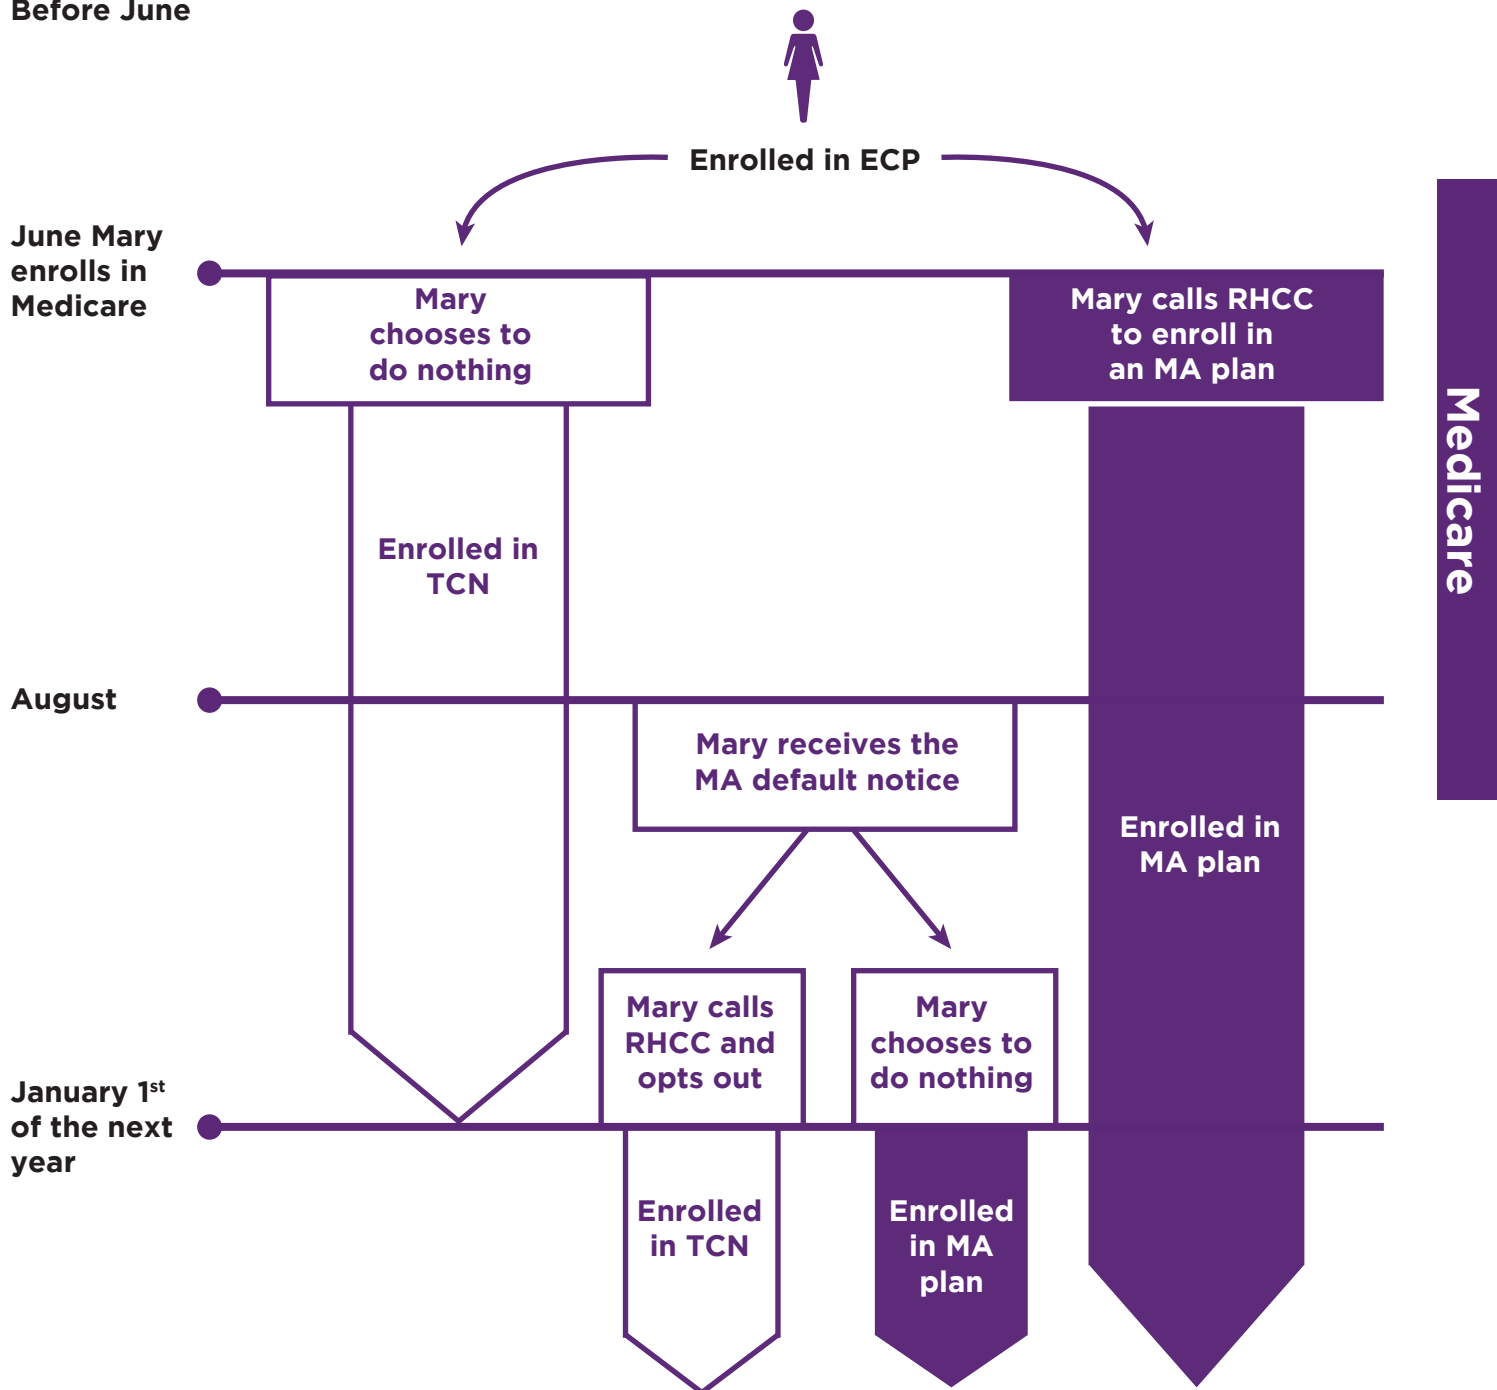 Before June
Enrolled in ECP
June Mary
enrolls in
Medicare
Mary
chooses to
do nothing
Mary calls RHCC
to enroll in
an MA plan
Medicare
Enrolled in
TCN
August
Mary receives the
MA default notice
Enrolled in
MA plan
Mary calls
RHCC and
opts out
Mary
chooses to
do nothing
January 1st
of the next
year
Enrolled
in TCN
Enrolled
in MA
plan